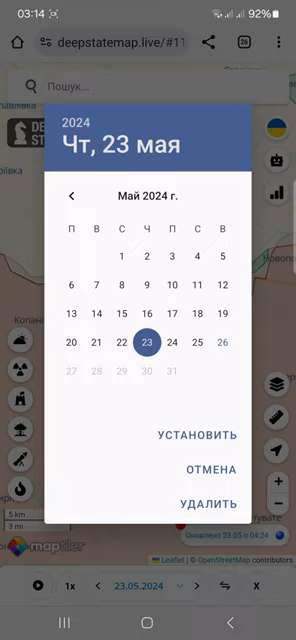 03:14
92%
deepstatemap.live/#11
26
Пошук...
DE
ST
2024
Чт, 23 мая
Май 2024 г.
П В С Ч П С В
1 2 3 4 5
6 7 8 9 10 11 12
13 14 15 16 17 18 19
20 21 22 23 24 25 26
27 28 29 30 31
Копані
УСТАНОВИТЬ
ОТМЕНА
УДАЛИТЬ
5 km
3 mi
Оновлено 23.05 о 04:24
maptiler
Leaflet | © OpenStreetMap contributors
1x
23.05.2024
X